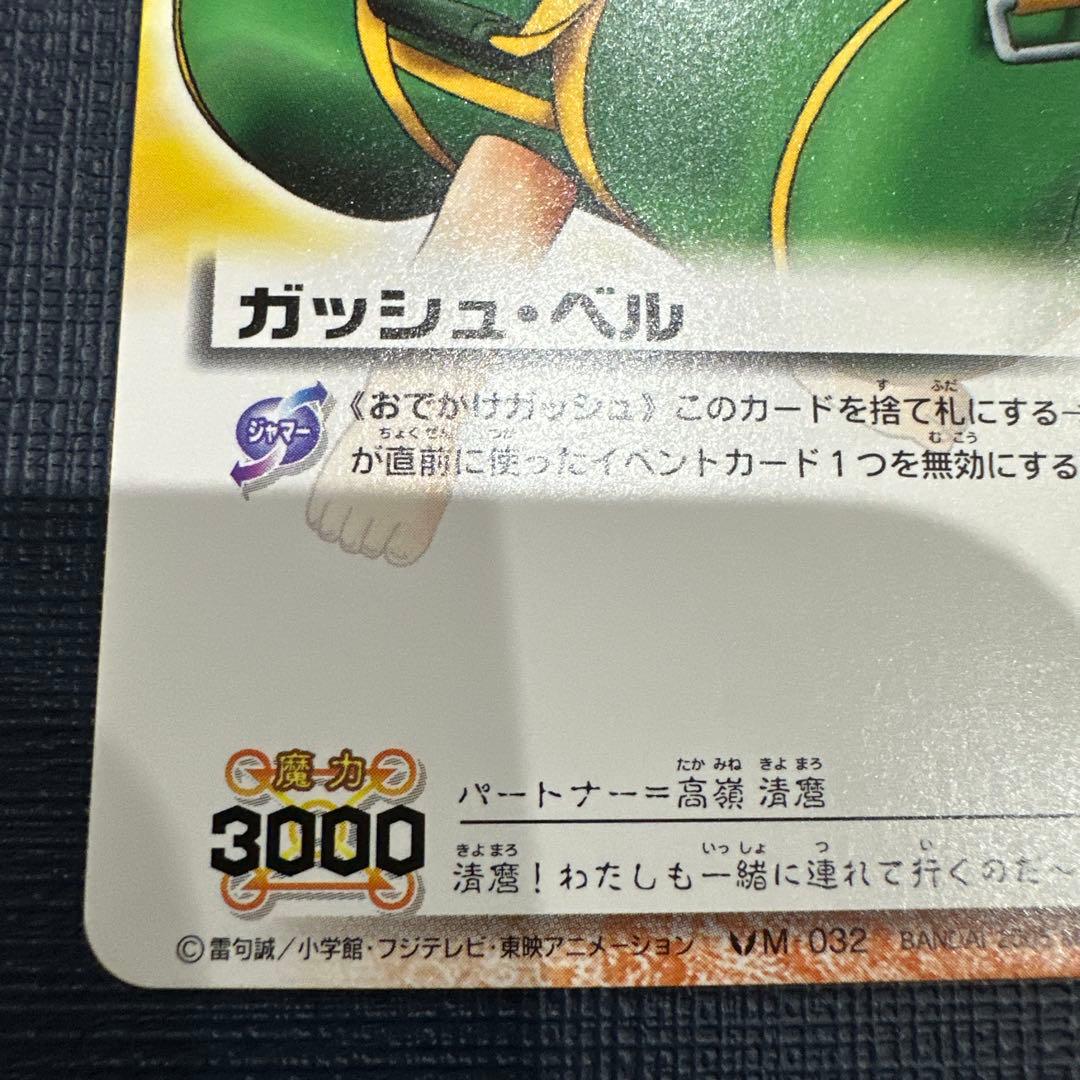 ガッシュ・ベル
ジャマー
《おでかけガッシュ》このカードを捨て札にする
が直前に使ったイベントカード1つを無効にする
魔力
3000
パートナー=高嶺 清麿
清麿!わたしも一緒に連れて行くのだ~
©雷句誠/小学館・フジテレビ・東映アニメーション M-032 BANDAI 2005